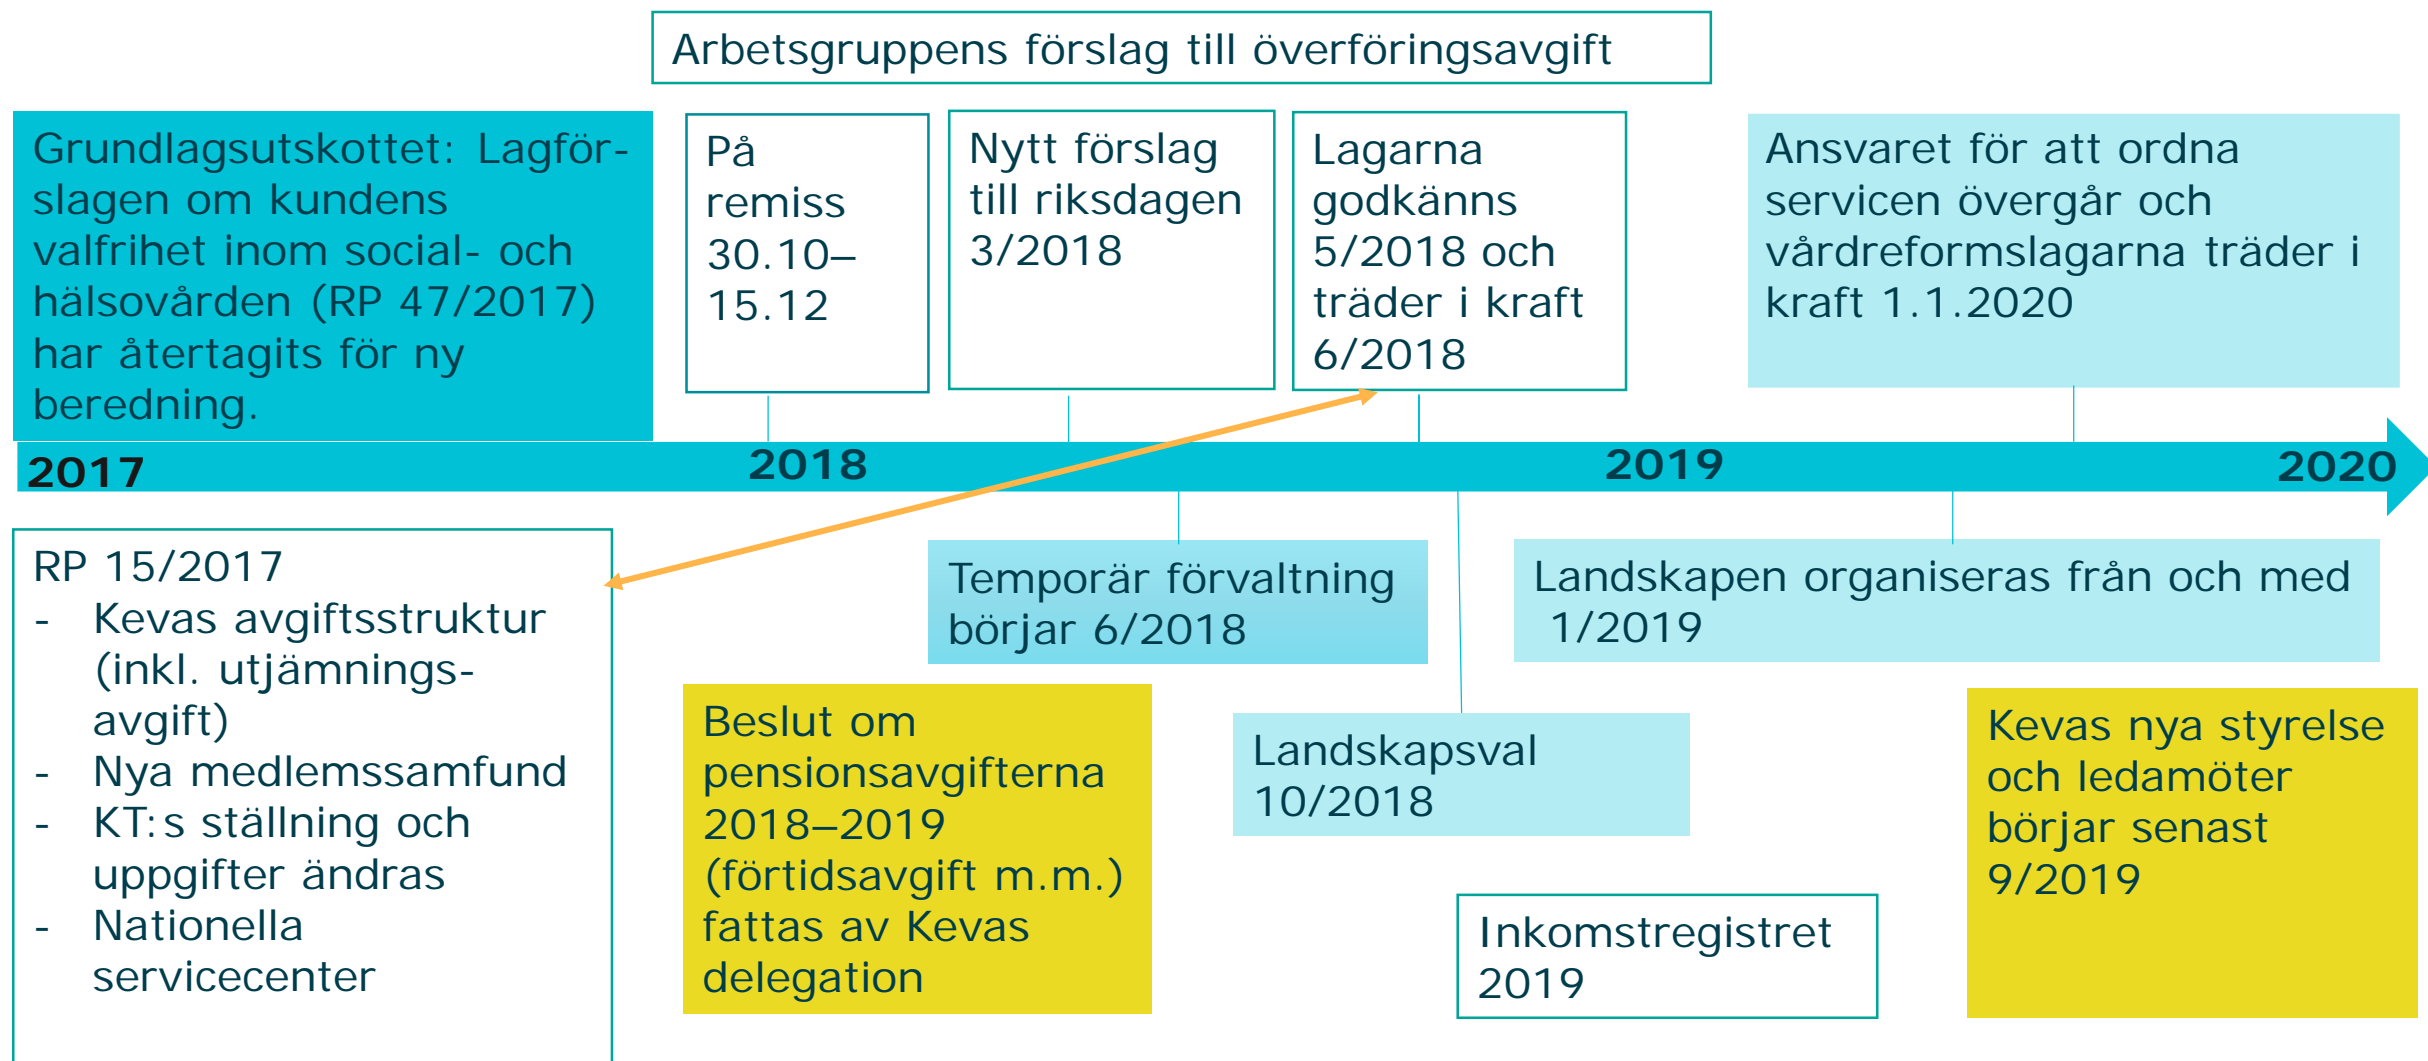 Arbetsgruppens förslag till överföringsavgift
Grundlagsutskottet: Lagför-
slagen om kundens
valfrihet inom social- och
hälsovården (RP 47/2017)
har återtagits för ny
beredning.
På
remiss
30.10–
15.12
Nytt förslag
till riksdagen
3/2018
Lagarna
godkänns
5/2018 och
träder i kraft
6/2018
Ansvaret för att ordna
servicen övergår och
vårdreformslagarna träder i
kraft 1.1.2020
2017
2018
2019
2020
RP 15/2017
- Kevas avgiftsstruktur
(inkl. utjämnings-
avgift)
- Nya medlemssamfund
- KT:s ställning och
uppgifter ändras
- Nationella
servicecenter
Temporär förvaltning
börjar 6/2018
Landskapen organiseras från och med
1/2019
Beslut om
pensionsavgifterna
2018–2019
(förtidsavgift m.m.)
fattas av Kevas
delegation
Landskapsval
10/2018
Inkomstregistret
2019
Kevas nya styrelse
och ledamöter
börjar senast
9/2019